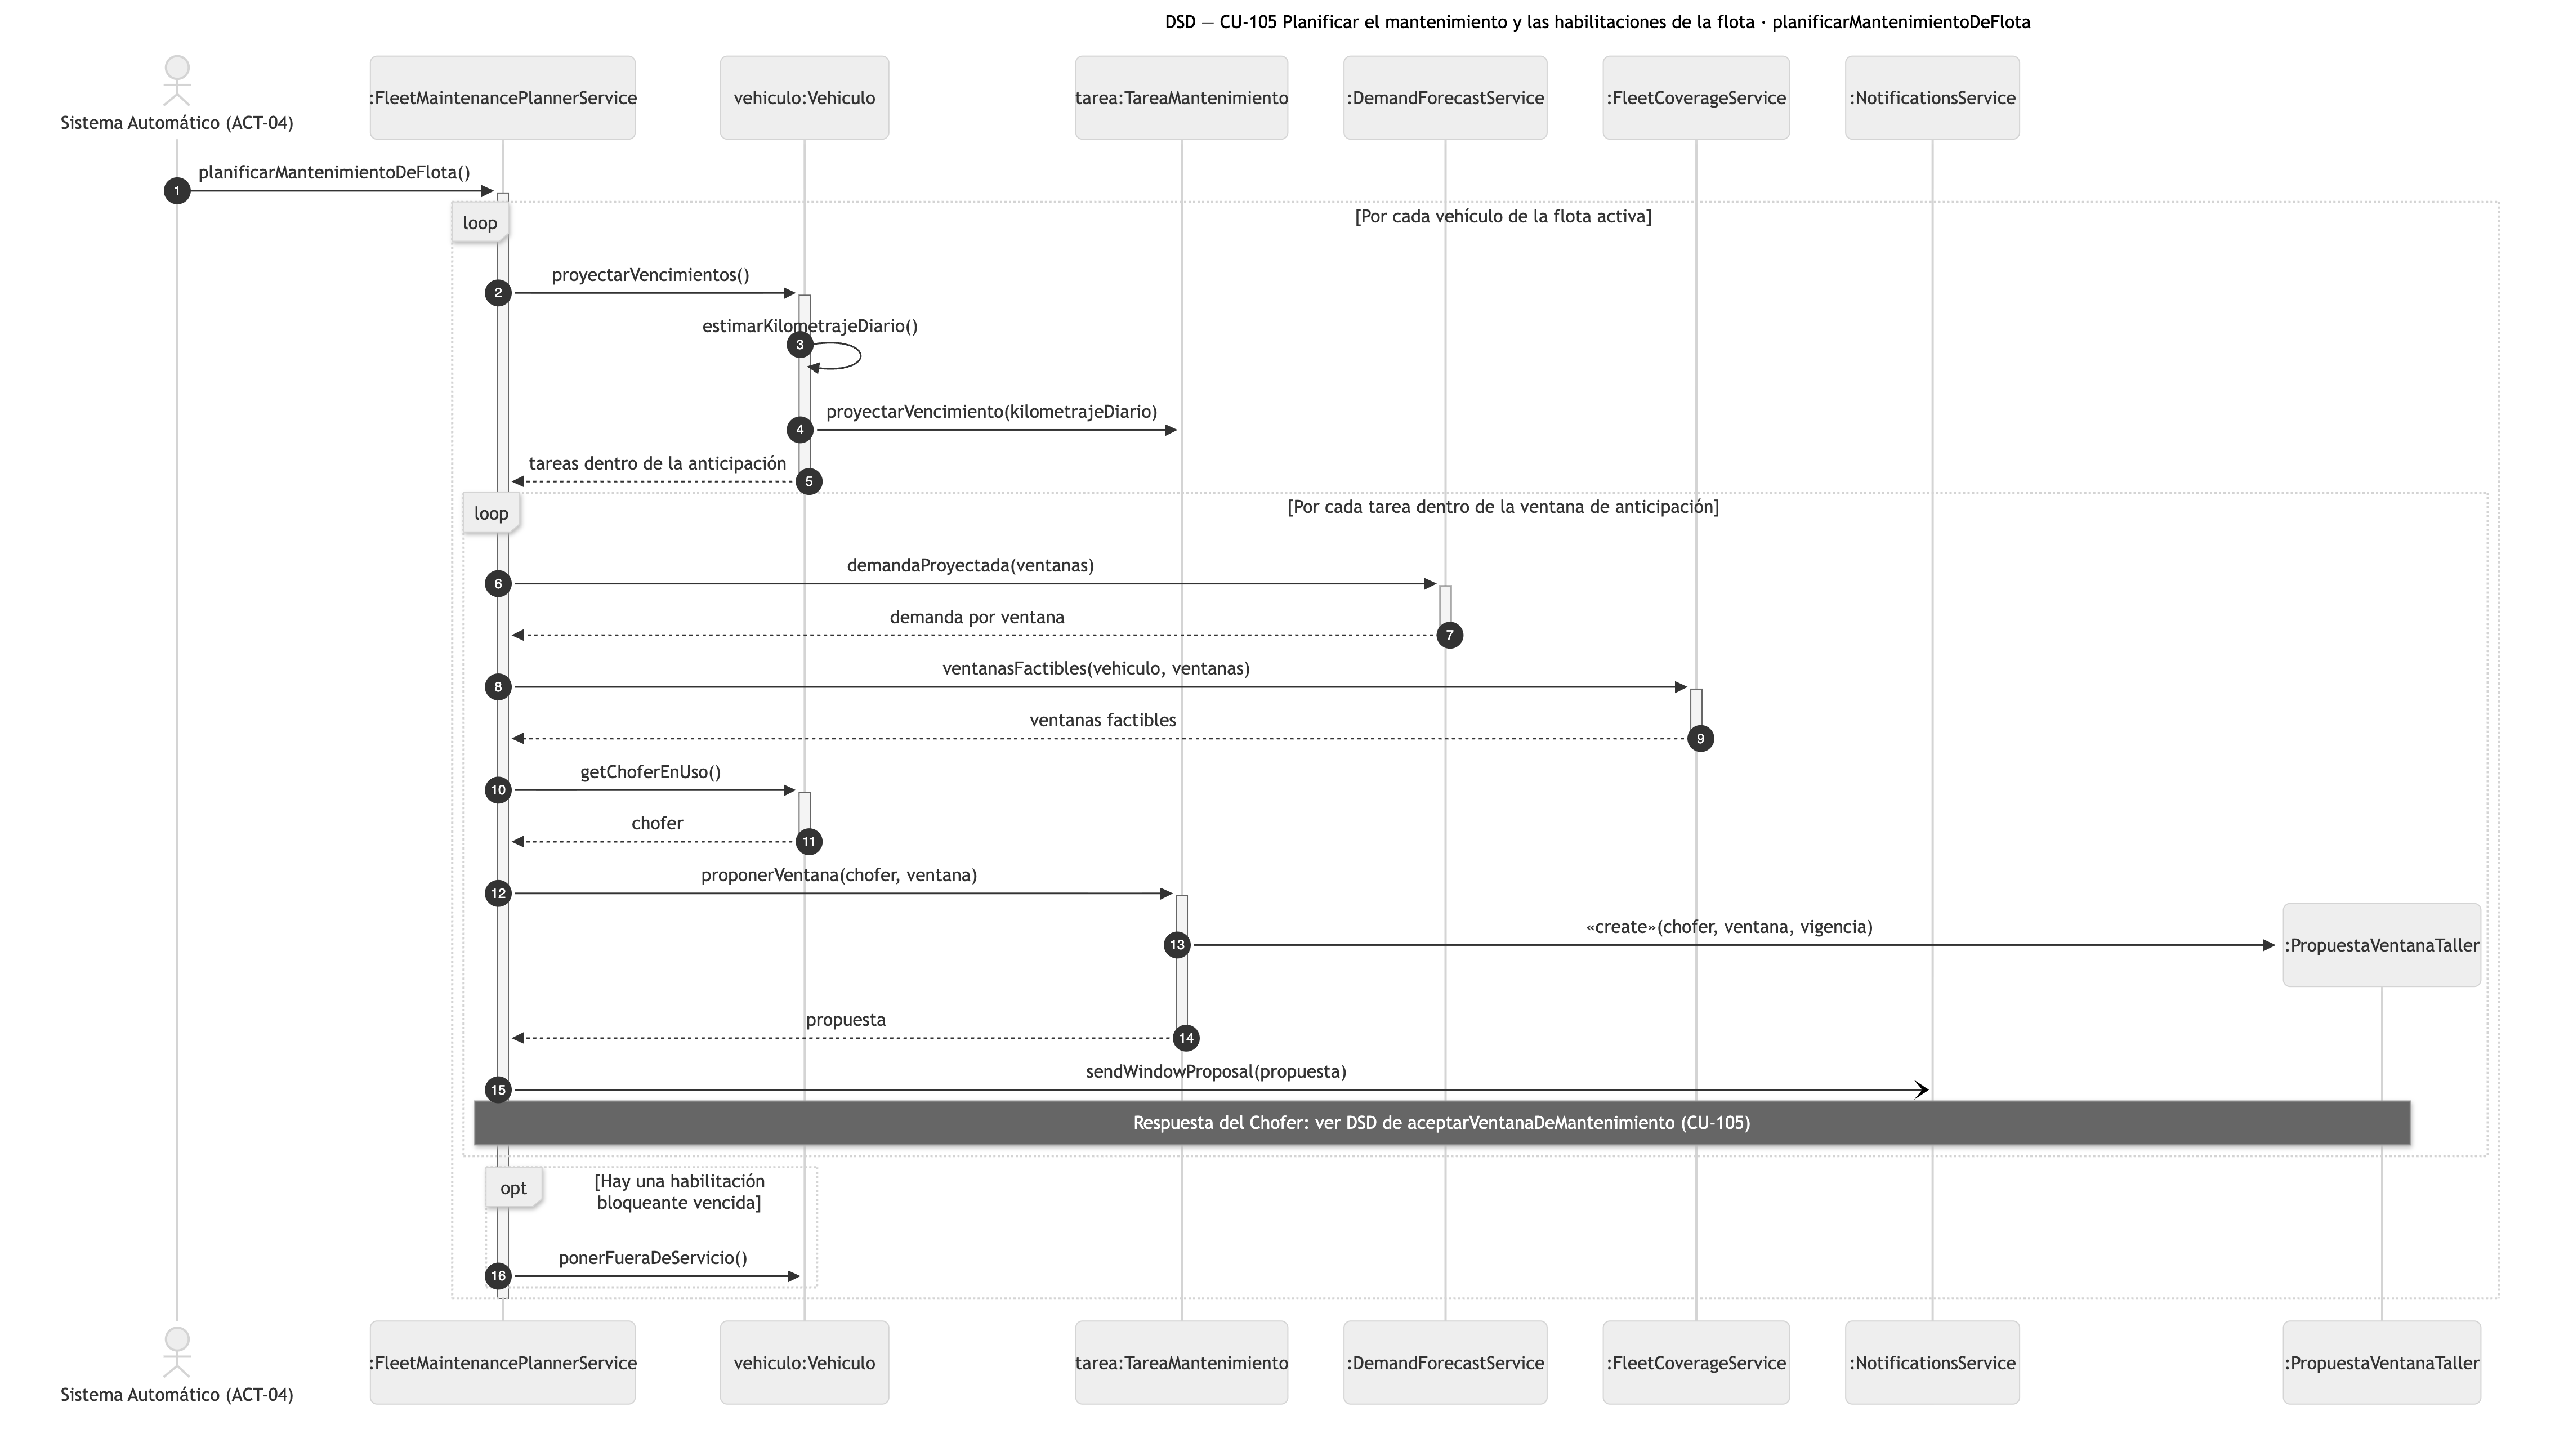 DSD — CU-105 Planificar el mantenimiento y las habilitaciones de la flota · planificarMantenimientoDeFlota
Sistema Automático (ACT-04)
:FleetMaintenancePlannerService
vehiculo:Vehiculo
tarea:TareaMantenimiento
:DemandForecastService
:FleetCoverageService
:NotificationsService
1
planificarMantenimientoDeFlota()
loop
[Por cada vehículo de la flota activa]
2
proyectarVencimientos()
estimarKilometrajeDiario()
3
4
proyectarVencimiento(kilometrajeDiario)
tareas dentro de la anticipación
5
loop
[Por cada tarea dentro de la ventana de anticipación]
6
demandaProyectada(ventanas)
demanda por ventana
7
8
ventanasFactibles(vehiculo, ventanas)
ventanas factibles
9
10
getChoferEnUso()
chofer
11
12
proponerVentana(chofer, ventana)
13
«create»(chofer, ventana, vigencia)
:PropuestaVentanaTaller
propuesta
14
15
sendWindowProposal(propuesta)
Respuesta del Chofer: ver DSD de aceptarVentanaDeMantenimiento (CU-105)
opt
[Hay una habilitación
bloqueante vencida]
16
ponerFueraDeServicio()
Sistema Automático (ACT-04)
:FleetMaintenancePlannerService
vehiculo:Vehiculo
tarea:TareaMantenimiento
:DemandForecastService
:FleetCoverageService
:NotificationsService
:PropuestaVentanaTaller